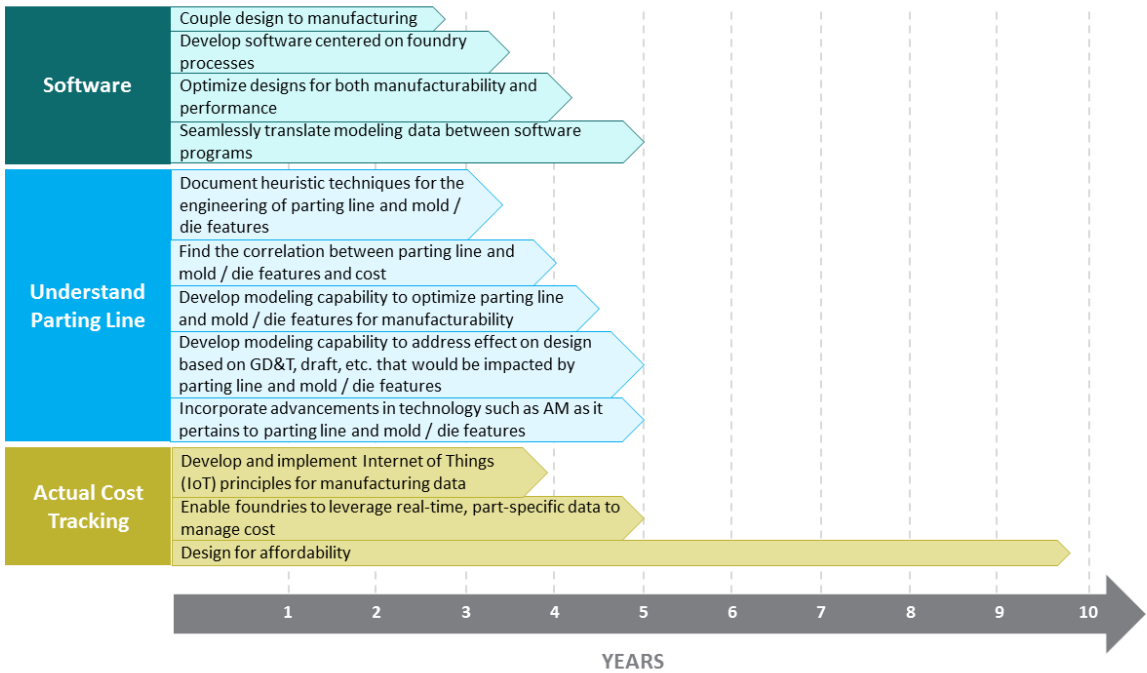 Software
Couple design to manufacturing
Develop software centered on foundry
processes
Optimize designs for both manufacturability and
performance
Seamlessly translate modeling data between software
programs
Understand
Parting Line
Document heuristic techniques for the
engineering of parting line and mold /
die features
Find the correlation between parting line and
mold / die features and cost
Develop modeling capability to optimize parting line
and mold / die features for manufacturability
Develop modeling capability to address effect on design
based on GD&T, draft, etc. that would be impacted by
parting line and mold / die features
Incorporate advancements in technology such as AM as it
pertains to parting line and mold / die features
Actual Cost
Tracking
Develop and implement Internet of Things
(IoT) principles for manufacturing data
Enable foundries to leverage real-time, part-specific data to
manage cost
Design for affordability
1 2 3 4 5 6 7 8 9 10
YEARS